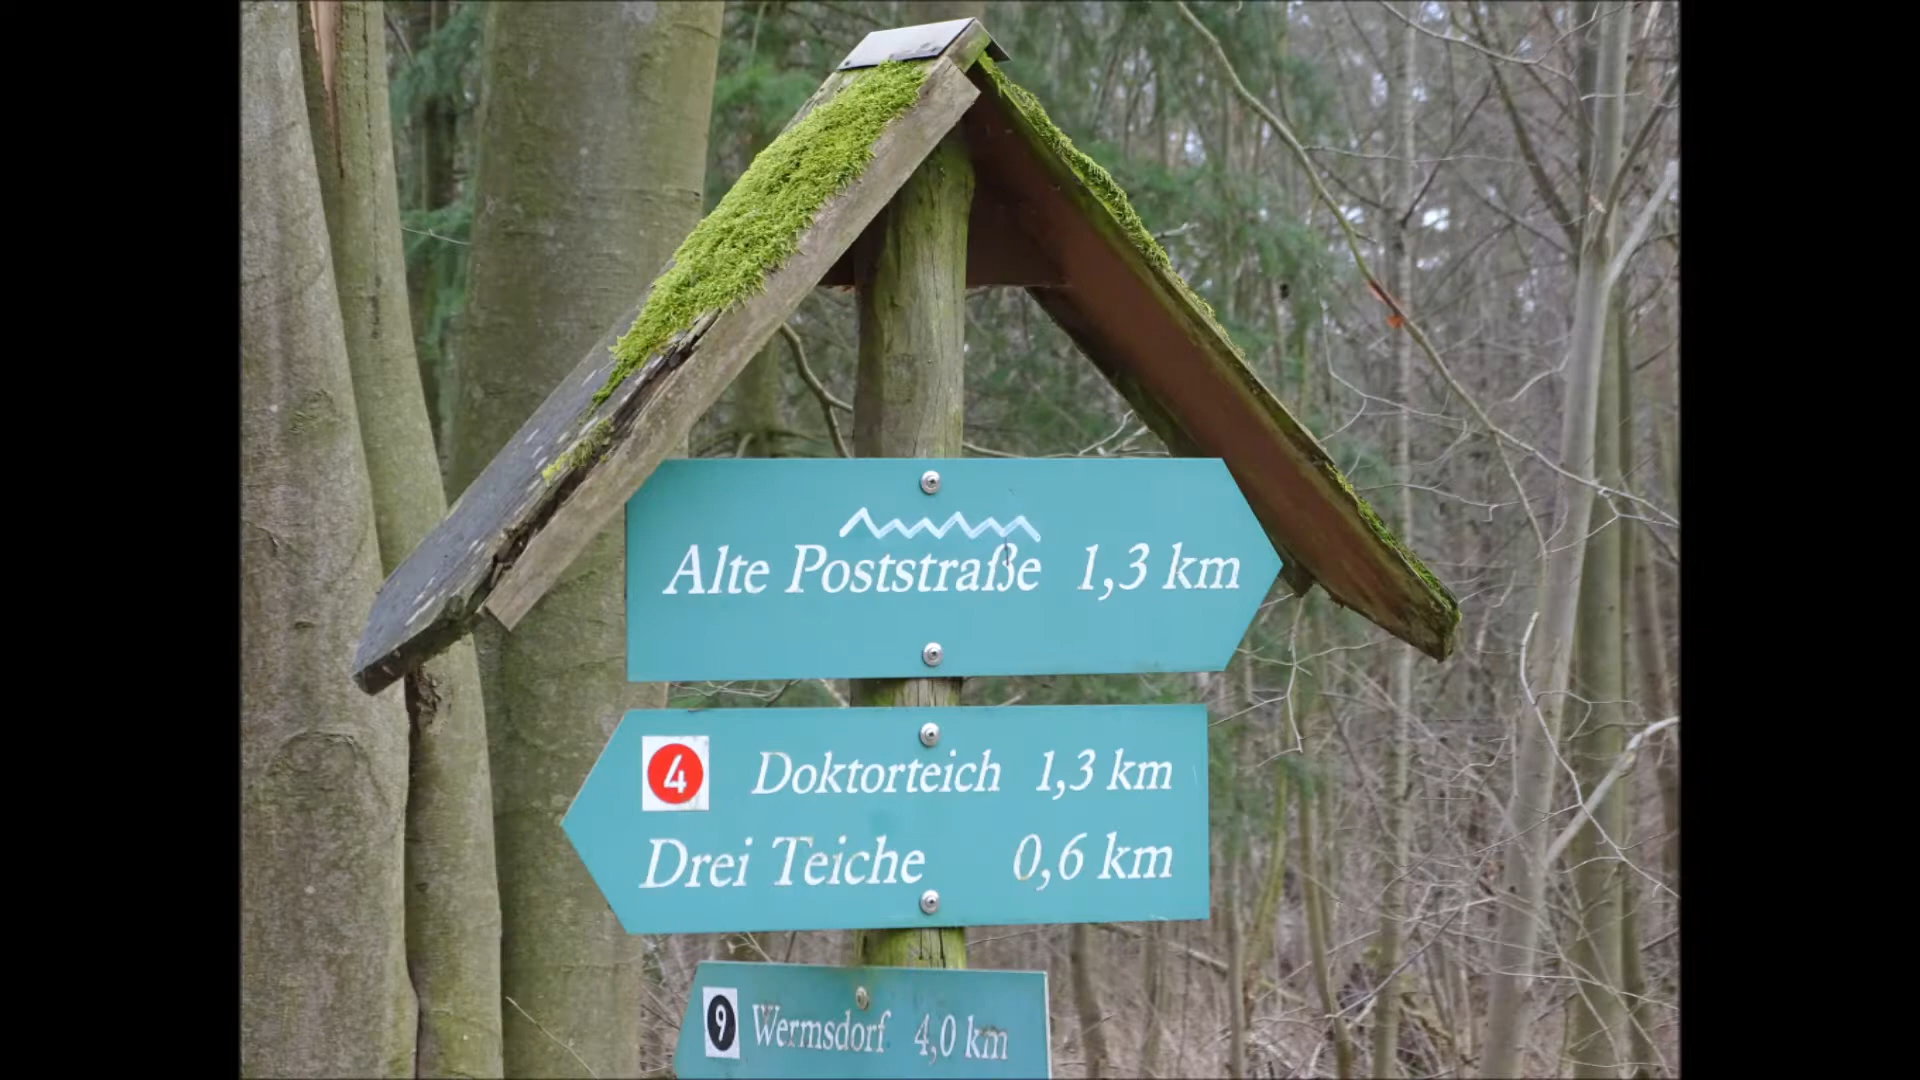 Alte Poststraße 1,3 km
4 Doktorteich 1,3 km
Drei Teiche 0,6 km
9 Wermsdorf 4,0 km